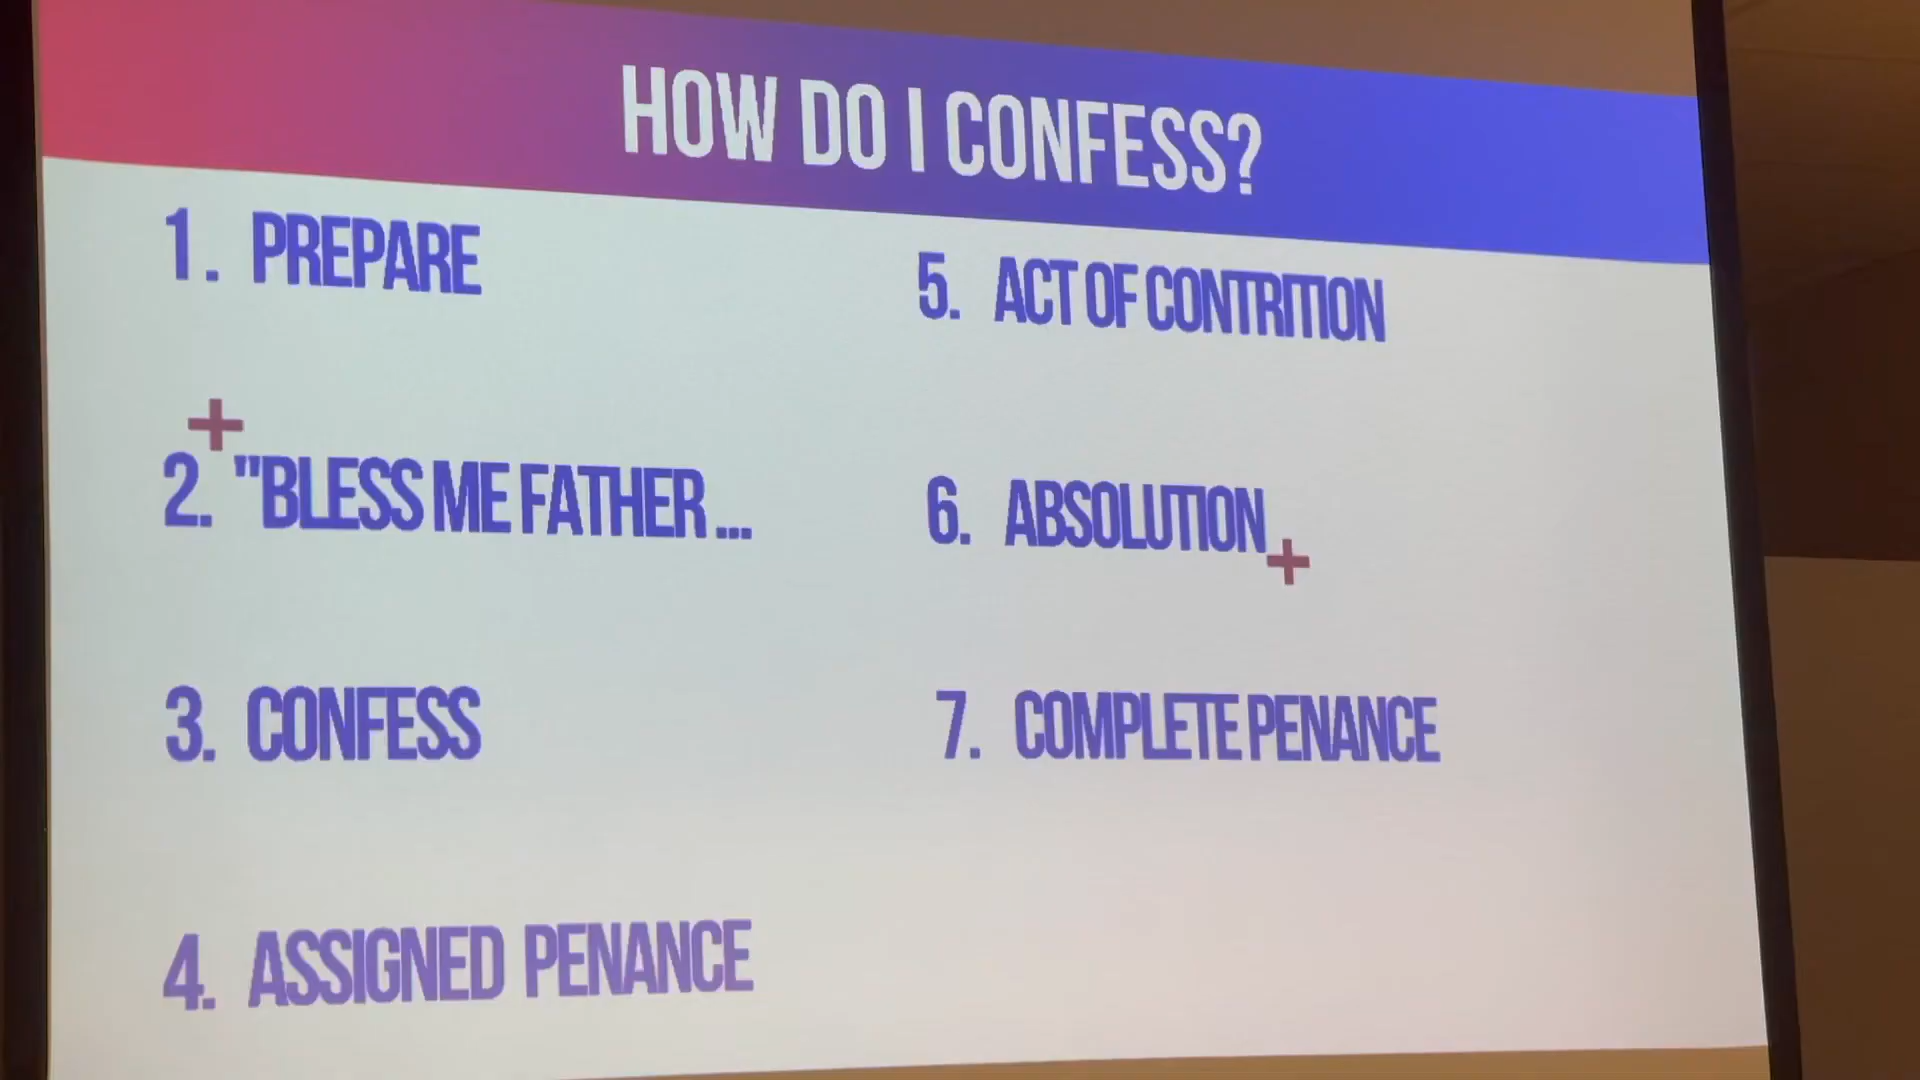 HOW DO I CONFESS?
1. PREPARE
+
2. "BLESS ME FATHER ...
3. CONFESS
4. ASSIGNED PENANCE
5. ACT OF CONTRITION
6. ABSOLUTION +
7. COMPLETE PENANCE